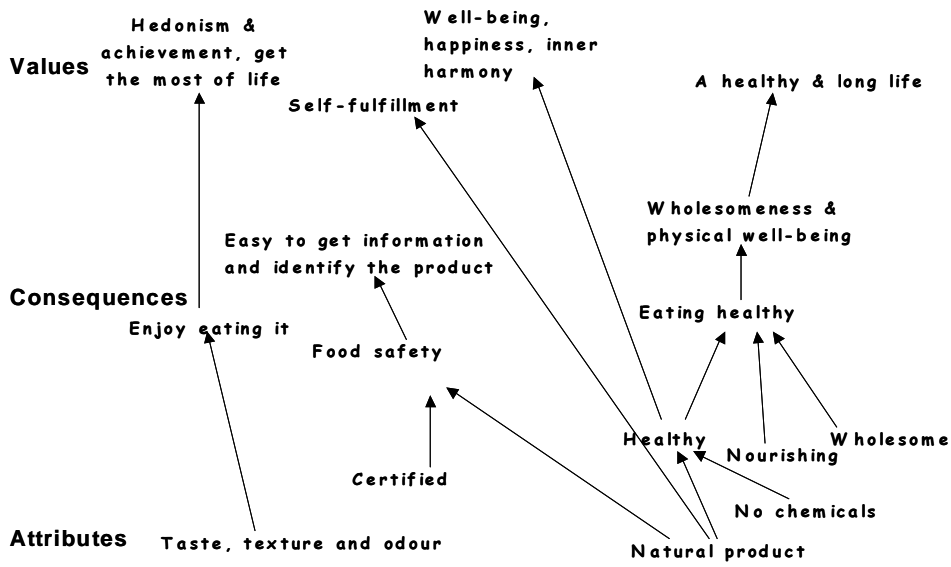 Hedonism &
achievement, get
the most of life
Values
Well-being,
happiness, inner
harmony
A healthy & long life
Self-fulfillment
Wholesomeness &
physical well-being
Easy to get information
and identify the product
Consequences
Enjoy eating it
Eating healthy
Food safety
Healthy
Nourishing
Wholesome
Certified
No chemicals
Attributes
Taste, texture and odour
Natural product